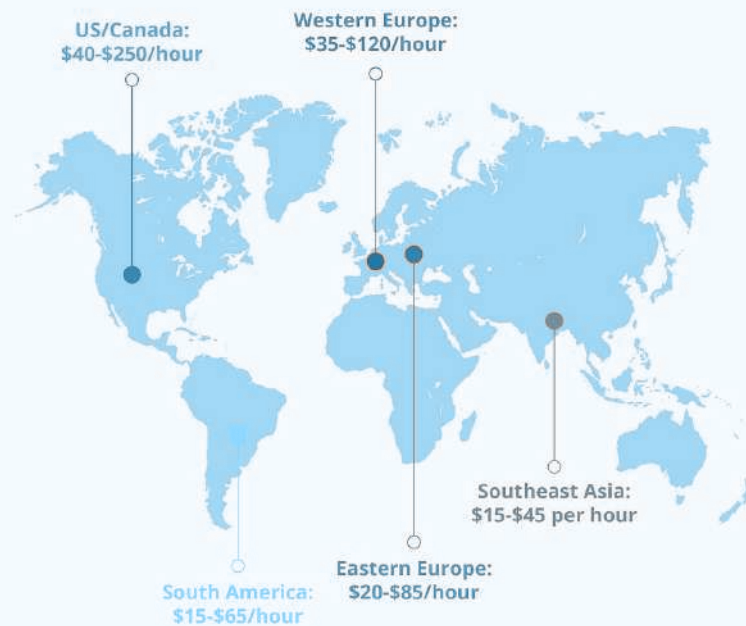 US/Canada:
$40-$250/hour
Western Europe:
$35-$120/hour
Southeast Asia:
$15-$45 per hour
Eastern Europe:
$20-$85/hour
South America:
$15-$65/hour